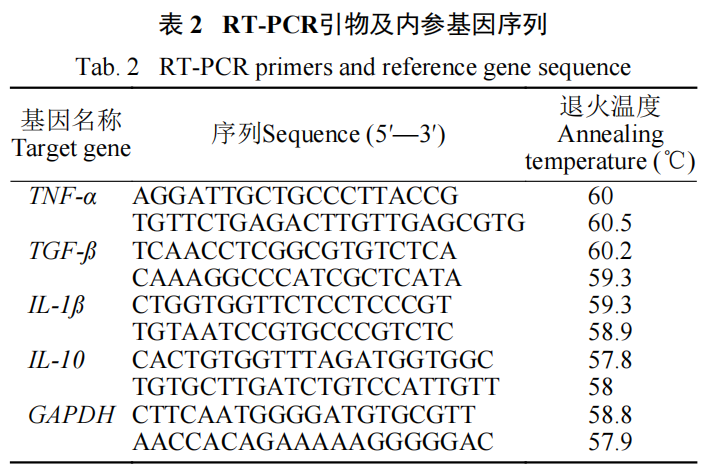 表 2 RT-PCR引物及内参基因序列
Tab. 2 RT-PCR primers and reference gene sequence
基因名称 Target gene 序列Sequence (5′—3′) 退火温度 Annealing temperature (℃)
TNF-α AGGATTGCTGCCCTTACCG 60
TGTTCTGAGACTTGTTGAGCGTG 60.5
TGF-β TCAACCTCGGCGTGTCTCA 60.2
CAAAGGCCCATCGCTCATA 59.3
IL-1β CTGGTGGTTCTCCTCCCGT 59.3
TGTAATCCGTGCCCGTCTC 58.9
IL-10 CACTGTGGTTTAGATGGTGGC 57.8
TGTGCTTGATCTGTCCATTGTT 58
GAPDH CTTCAATGGGGATGTGCGTT 58.8
AACCACAGAAAAAGGGGGAC 57.9